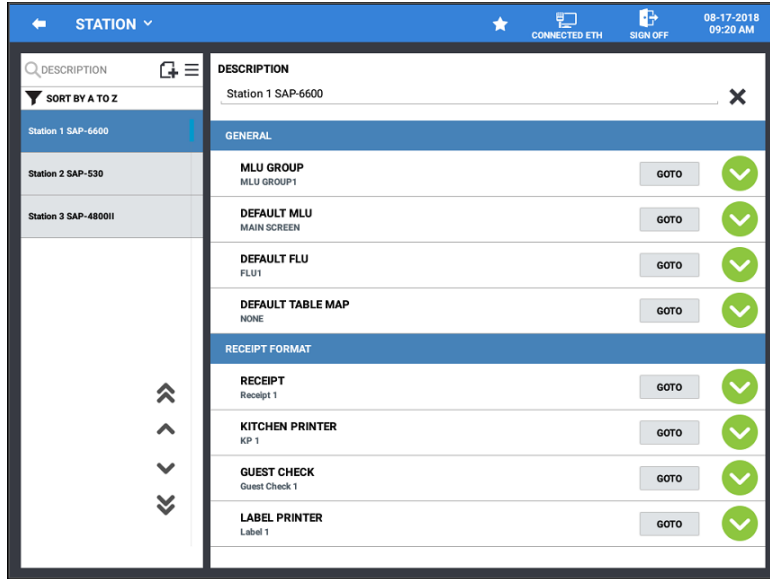 STATION
CONNECTED ETH
SIGN OFF
08-17-2018
09:20 AM
DESCRIPTION
SORT BY A TO Z
Station 1 SAP-6600
Station 2 SAP-530
Station 3 SAP-4800II
DESCRIPTION
Station 1 SAP-6600
GENERAL
MLU GROUP
MLU GROUP1
GOTO
DEFAULT MLU
MAIN SCREEN
GOTO
DEFAULT FLU
FLU1
GOTO
DEFAULT TABLE MAP
NONE
GOTO
RECEIPT FORMAT
RECEIPT
Receipt 1
GOTO
KITCHEN PRINTER
KP 1
GOTO
GUEST CHECK
Guest Check 1
GOTO
LABEL PRINTER
Label 1
GOTO